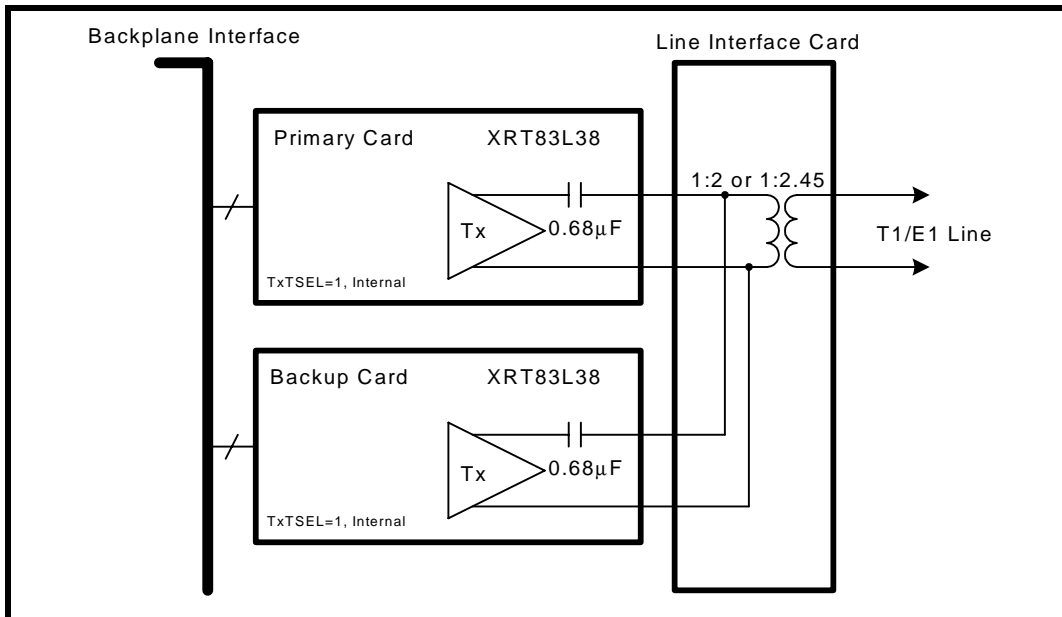 Backplane Interface
Line Interface Card
Primary Card XRT83L38
1:2 or 1:2.45
Tx 0.68μF
T1/E1 Line
TxTSEL=1, Internal
Backup Card XRT83L38
Tx 0.68μF
TxTSEL=1, Internal